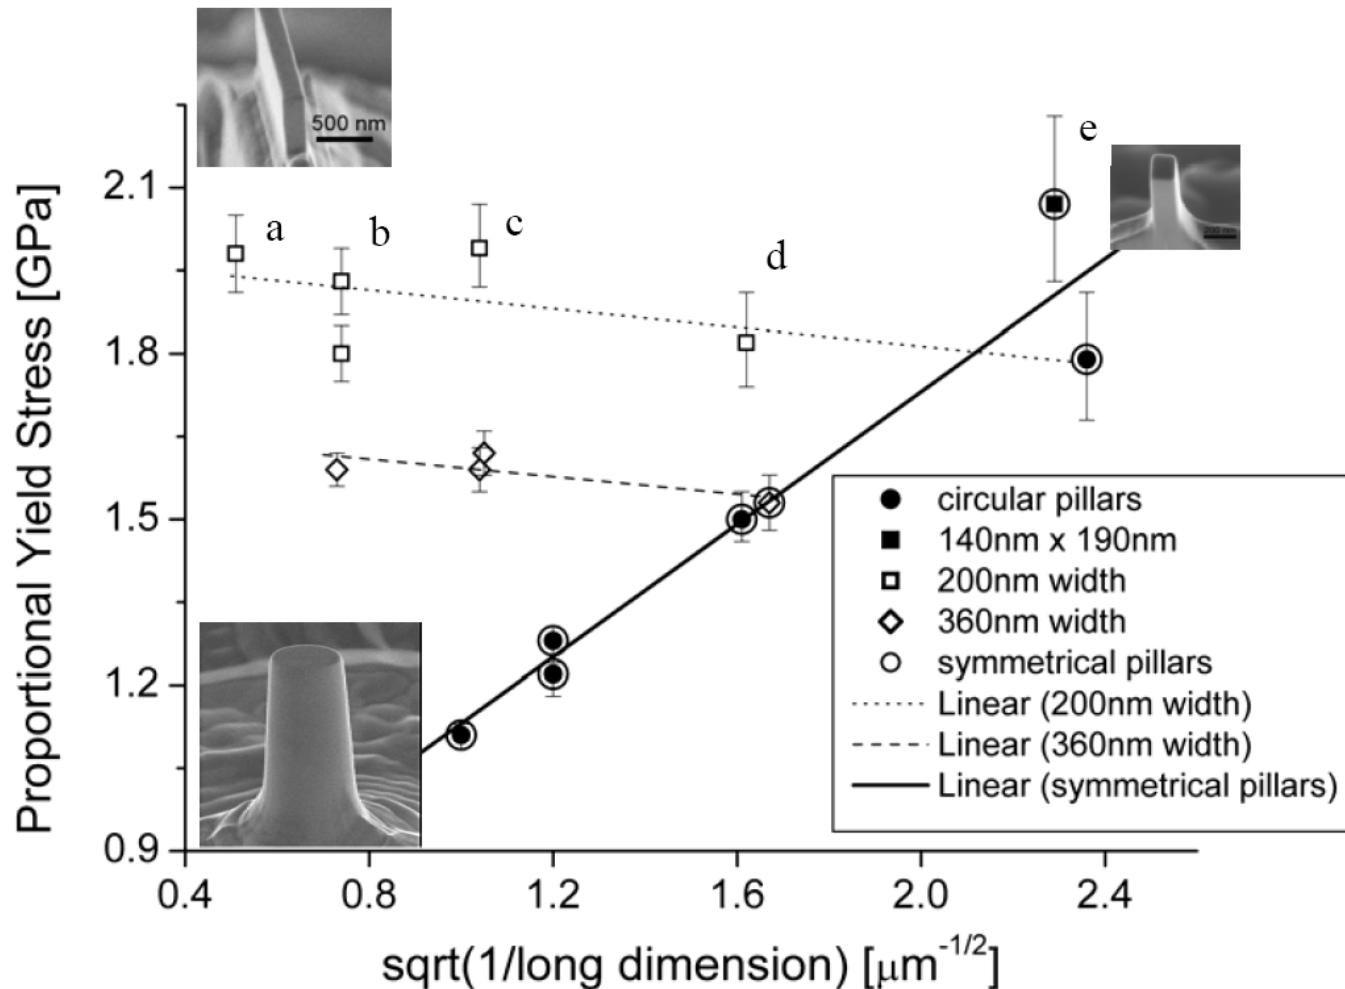 500 nm
e
2.1
200 nm
a
b
c
d
1.8
1.5
1.2
0.9
Proportional Yield Stress [GPa]
circular pillars
140nm x 190nm
200nm width
360nm width
symmetrical pillars
Linear (200nm width)
Linear (360nm width)
Linear (symmetrical pillars)
0.4
0.8
1.2
1.6
2.0
2.4
sqrt(1/long dimension) [μm⁻¹/²]